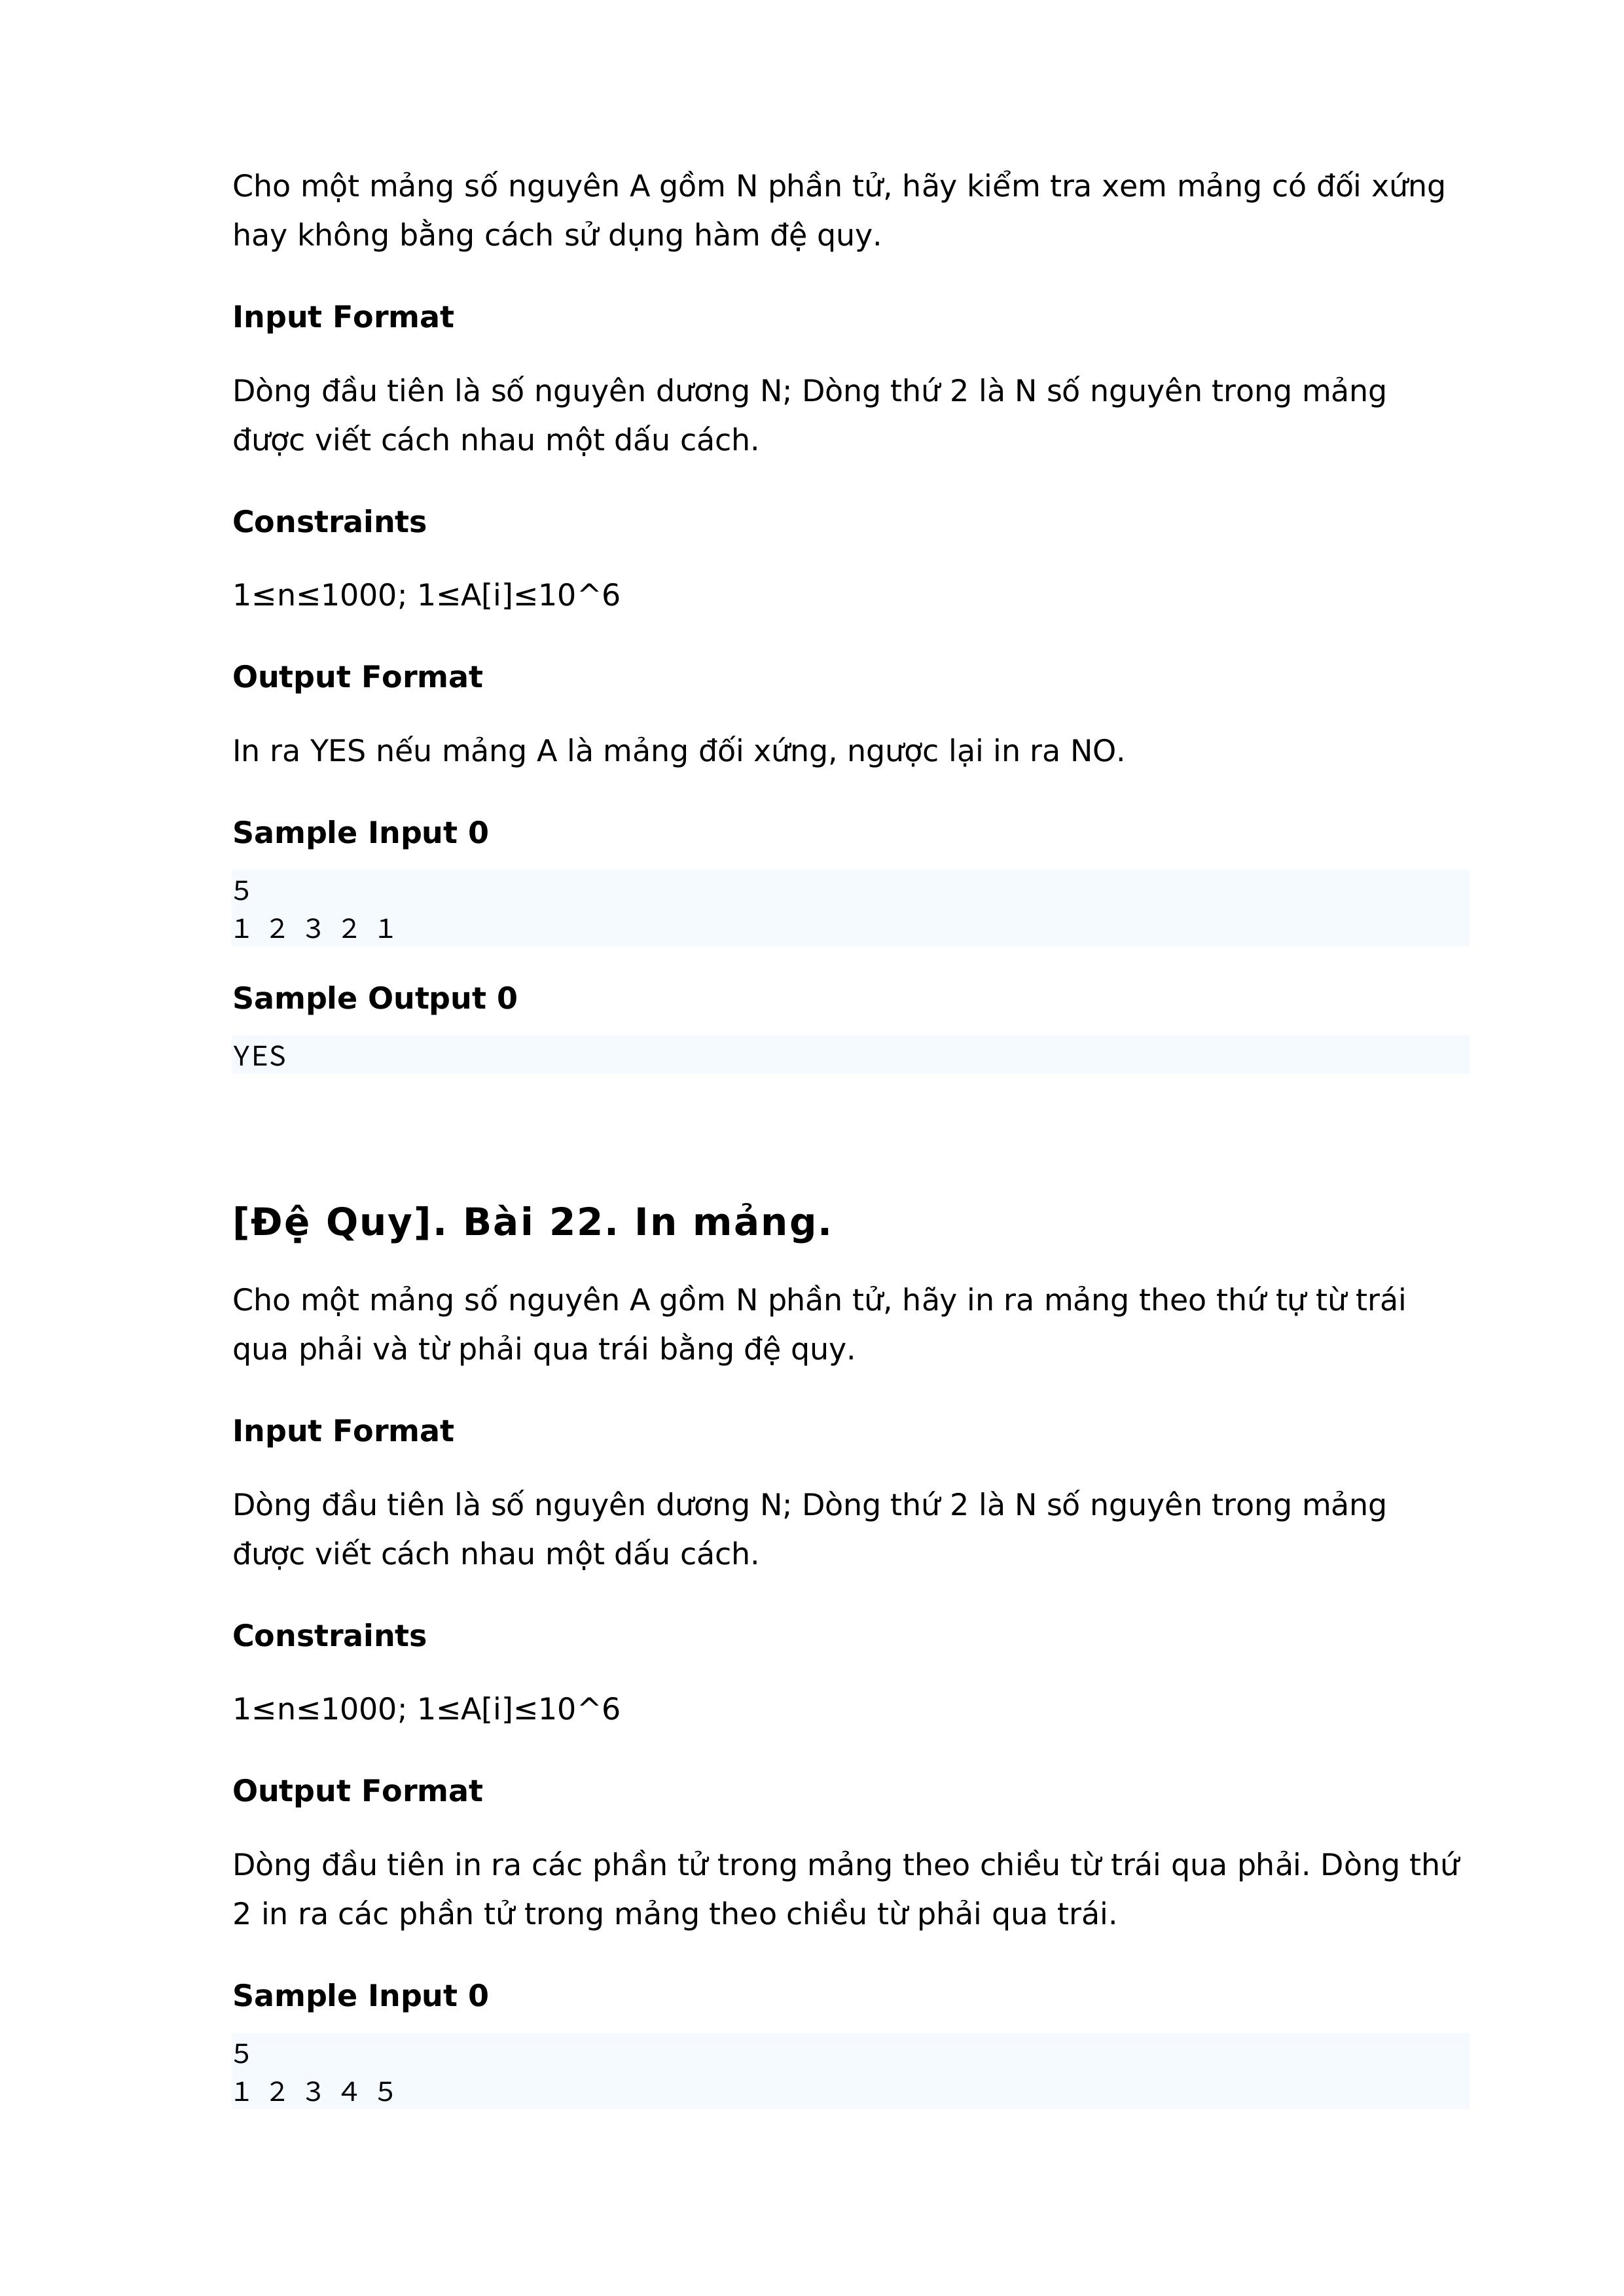 Cho một mảng số nguyên A gồm N phần tử, hãy kiểm tra xem mảng có đối xứng
hay không bằng cách sử dụng hàm đệ quy.
Input Format
Dòng đầu tiên là số nguyên dương N; Dòng thứ 2 là N số nguyên trong mảng
được viết cách nhau một dấu cách.
Constraints
1≤n≤1000; 1≤A[i]≤10^6
Output Format
In ra YES nếu mảng A là mảng đối xứng, ngược lại in ra NO.
Sample Input 0
5
1 2 3 2 1
Sample Output 0
YES
[Đệ Quy]. Bài 22. In mảng.
Cho một mảng số nguyên A gồm N phần tử, hãy in ra mảng theo thứ tự từ trái
qua phải và từ phải qua trái bằng đệ quy.
Input Format
Dòng đầu tiên là số nguyên dương N; Dòng thứ 2 là N số nguyên trong mảng
được viết cách nhau một dấu cách.
Constraints
1≤n≤1000; 1≤A[i]≤10^6
Output Format
Dòng đầu tiên in ra các phần tử trong mảng theo chiều từ trái qua phải. Dòng thứ
2 in ra các phần tử trong mảng theo chiều từ phải qua trái.
Sample Input 0
5
1 2 3 4 5